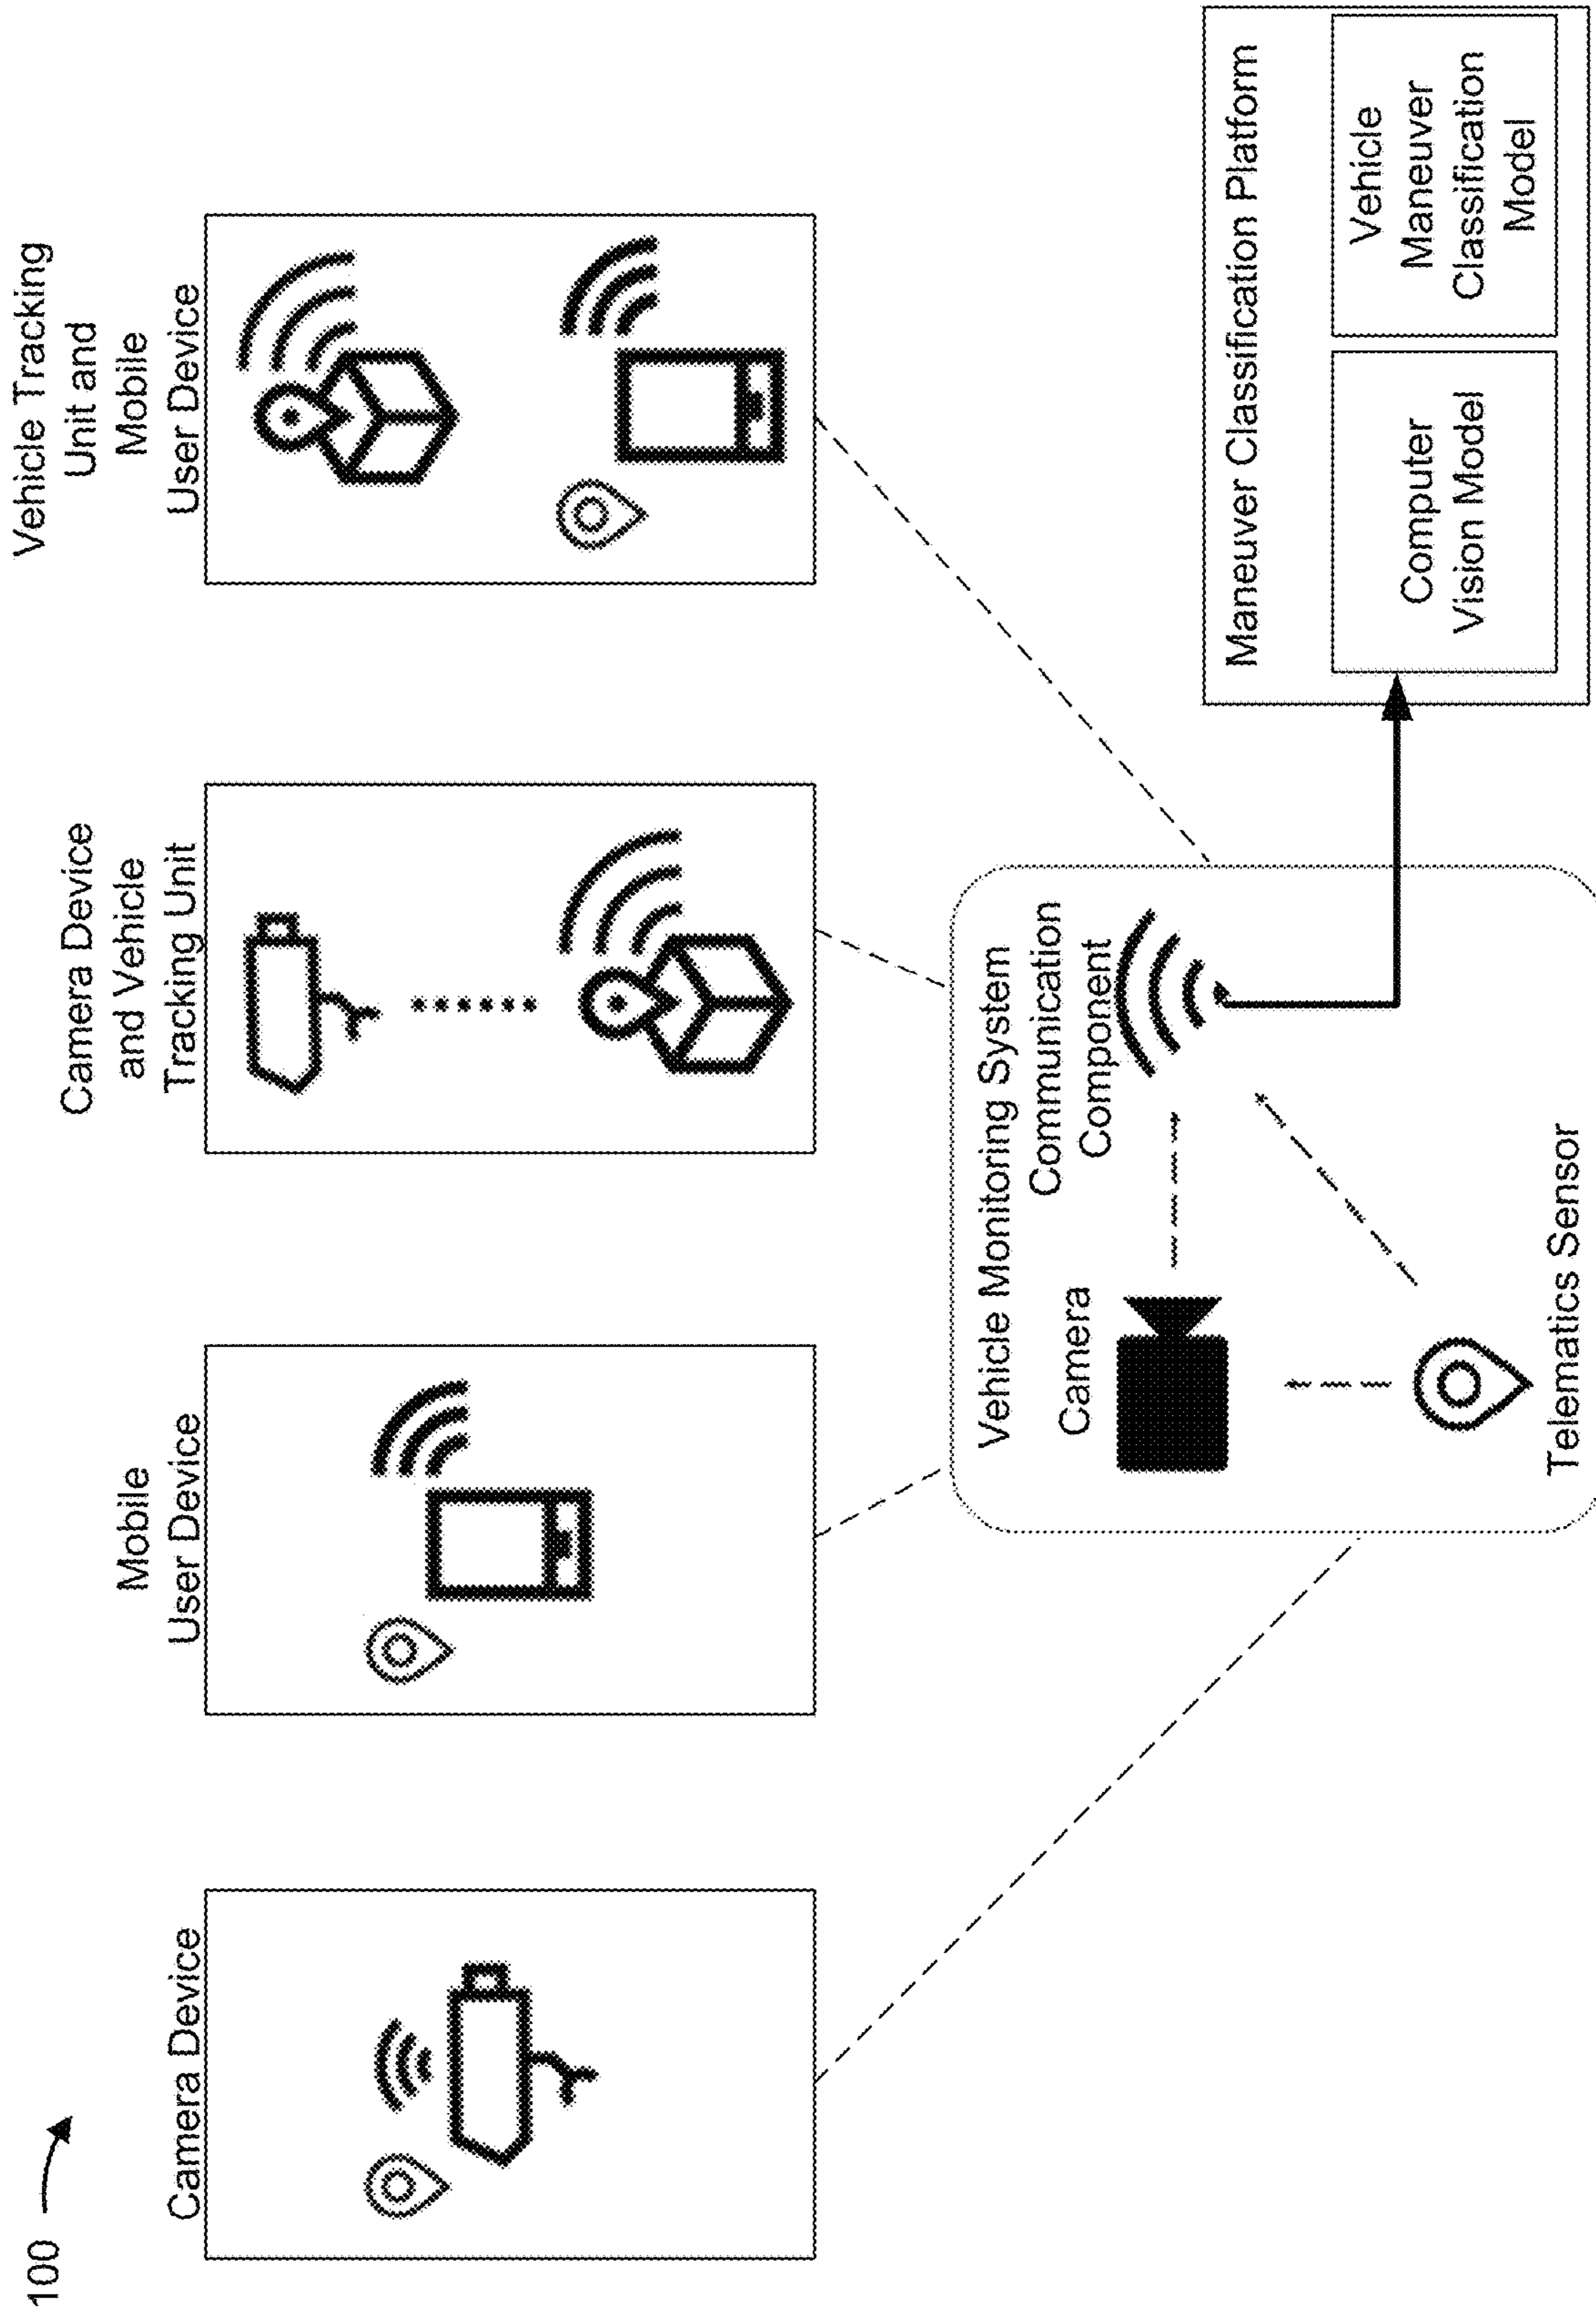 100
Camera Device
Mobile
User Device
Camera Device
and Vehicle
Tracking Unit
Vehicle Tracking
Unit and
Mobile
User Device
Vehicle Monitoring System
Camera
Communication
Component
Telematics Sensor
Maneuver Classification Platform
Computer
Vision Model
Vehicle
Maneuver
Classification
Model